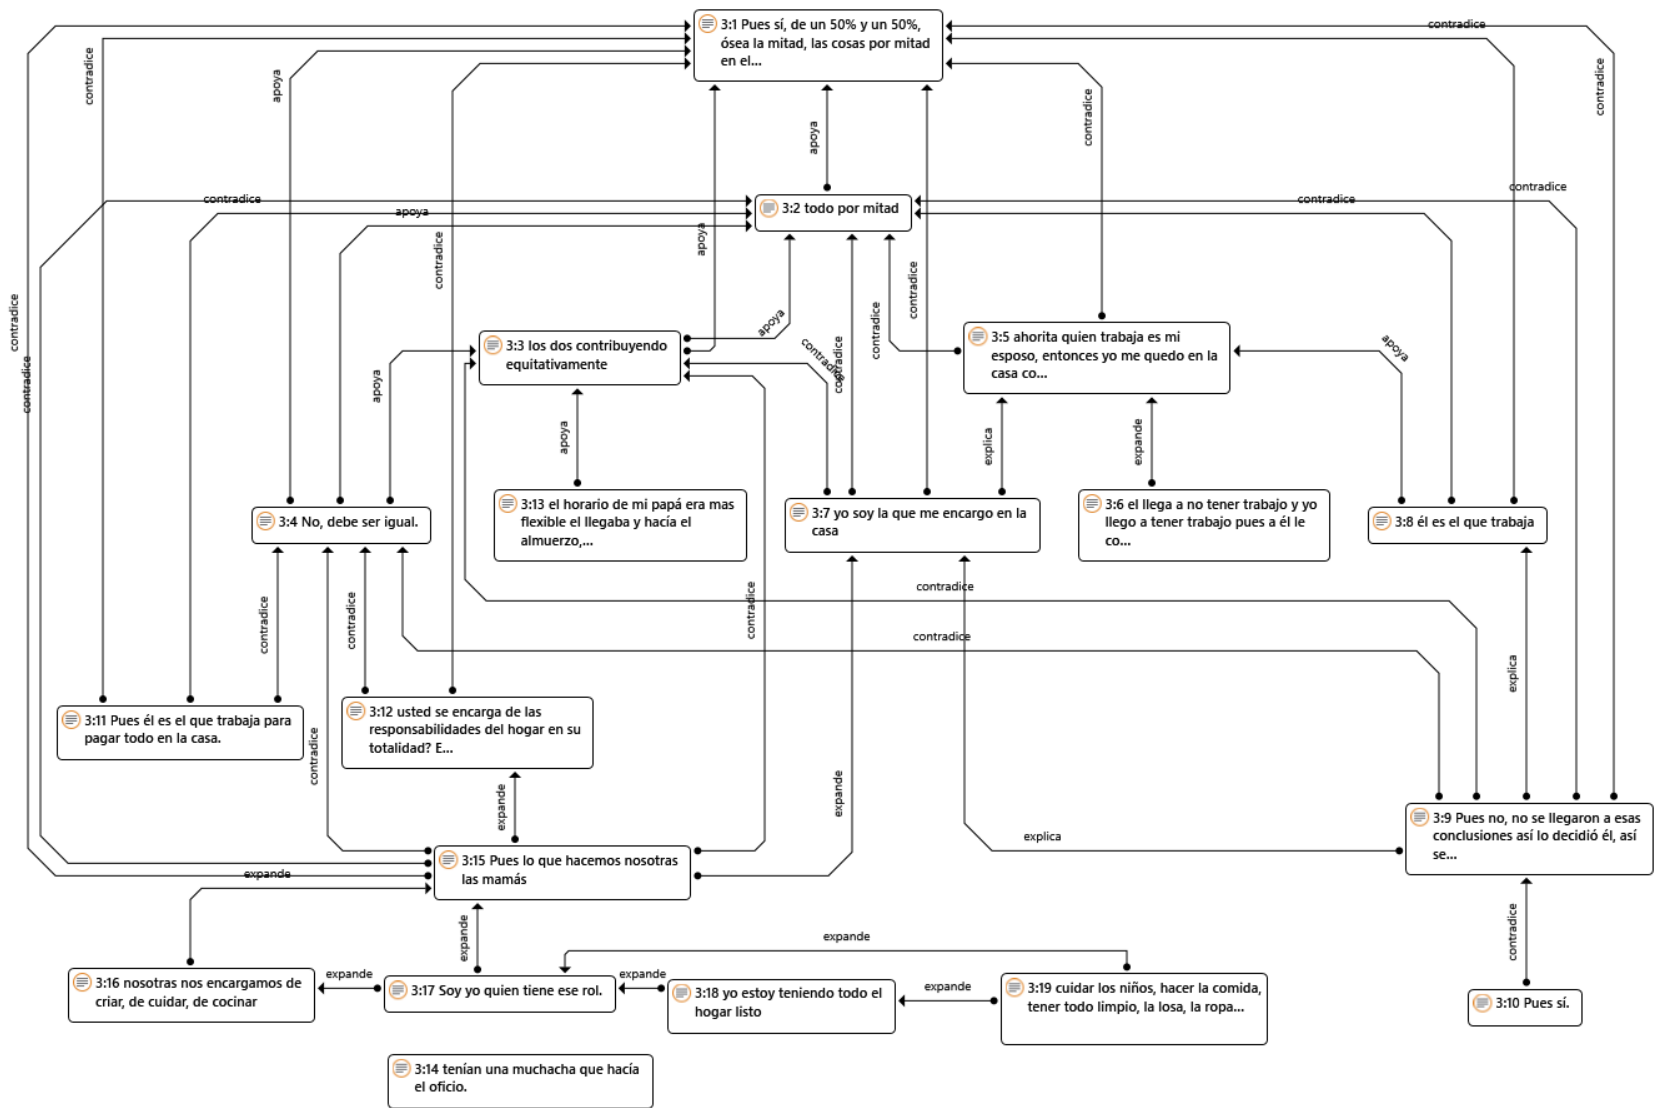 3:1 Pues sí, de un 50% y un 50%,
ósea la mitad, las cosas por mitad
en el...
contradice
contradice
apoya
contradice
contradice
apoya
3:2 todo por mitad
contradice
apoya
contradice
contradice
contradice
apoya
contradice
contradice
apoya
contradice
contradice
contradice
3:3 los dos contribuyendo
equitativamente
3:5 ahorita quien trabaja es mi
esposo, entonces yo me quedo en la
casa co...
apoya
contradice
contradice
apoya
apoya
explica
expande
3:13 el horario de mi papá era mas
flexible el llegaba y hacía el
almuerzo,...
3:7 yo soy la que me encargo en la
casa
3:6 el llega a no tener trabajo y yo
llego a tener trabajo pues a él le
co...
3:4 No, debe ser igual.
3:8 él es el que trabaja
contradice
contradice
contradice
contradice
contradice
explica
3:11 Pues él es el que trabaja para
pagar todo en la casa.
3:12 usted se encarga de las
responsabilidades del hogar en su
totalidad? E...
contradice
expande
expande
explica
3:9 Pues no, no se llegaron a esas
conclusiones así lo decidió él, así
se...
3:15 Pues lo que hacemos nosotras
las mamás
expande
expande
expande
contradice
3:16 nosotras nos encargamos de
criar, de cuidar, de cocinar
expande
3:17 Soy yo quien tiene ese rol.
expande
3:18 yo estoy teniendo todo el
hogar listo
expande
3:19 cuidar los niños, hacer la comida,
tener todo limpio, la losa, la ropa...
3:10 Pues sí.
3:14 tenían una muchacha que hacía
el oficio.